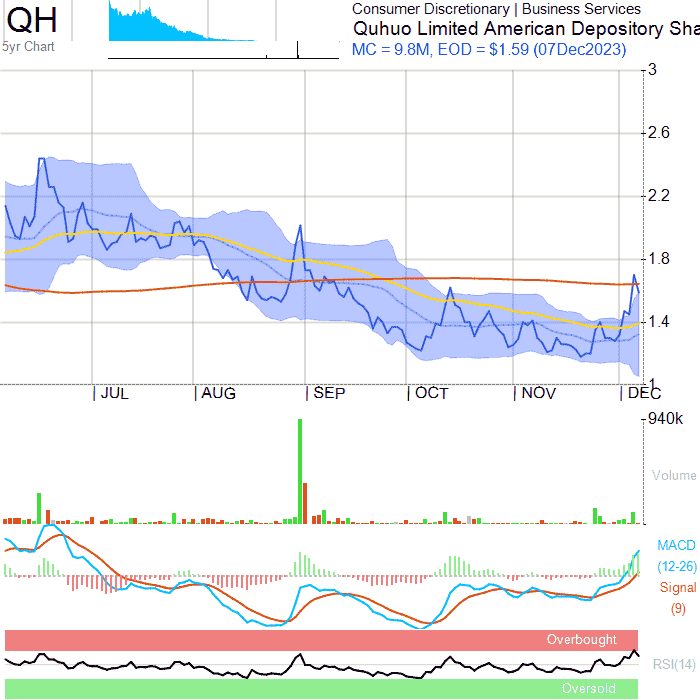 QH
5yr Chart
Consumer Discretionary | Business Services
Quhuo Limited American Depository Sha
MC = 9.8M, EOD = $1.59 (07Dec2023)
3
2.6
2.2
1.8
1.4
1
JUL AUG SEP OCT NOV DEC
940k
Volume
MACD
(12-26)
Signal
(9)
Overbought
RSI(14)
Oversold